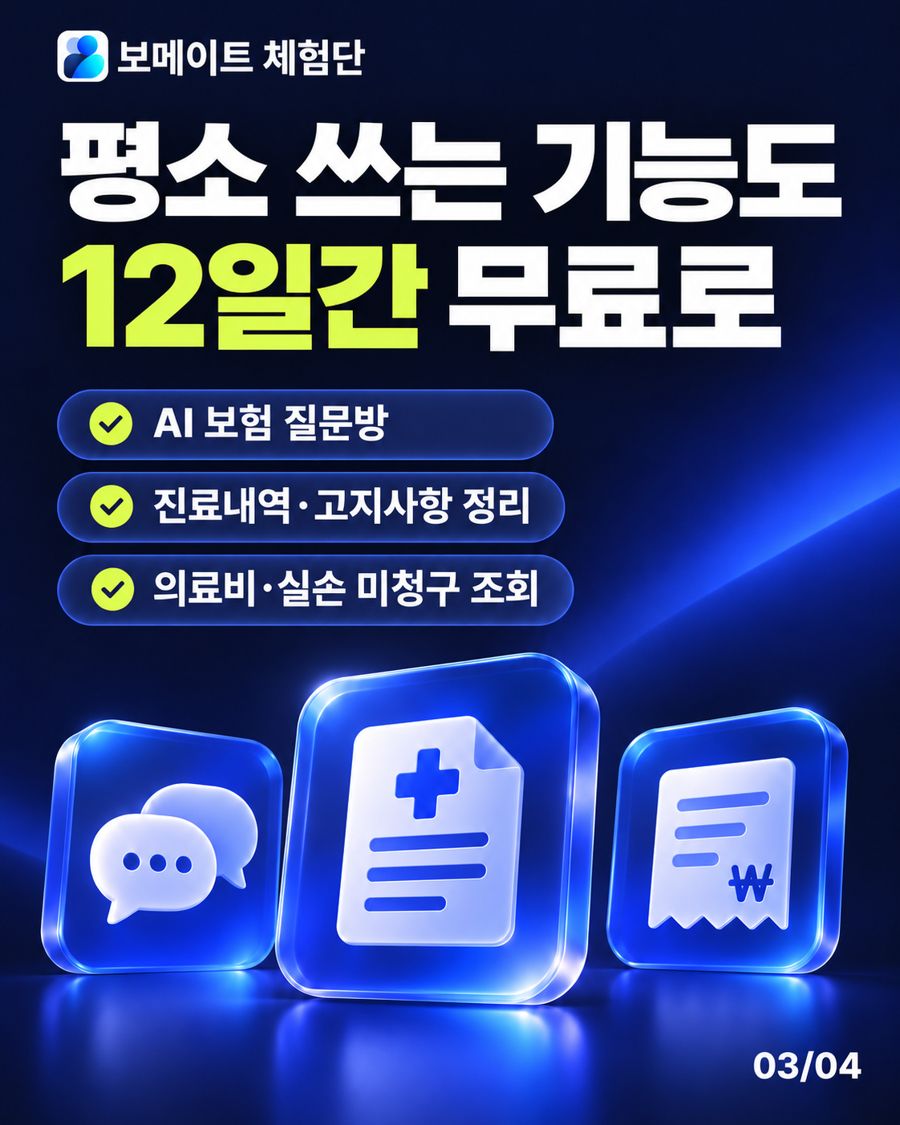 보메이트 체험단
평소 쓰는 기능도
12일간 무료로
AI 보험 질문방
진료내역·고지사항 정리
의료비·실손 미청구 조회
₩
03/04